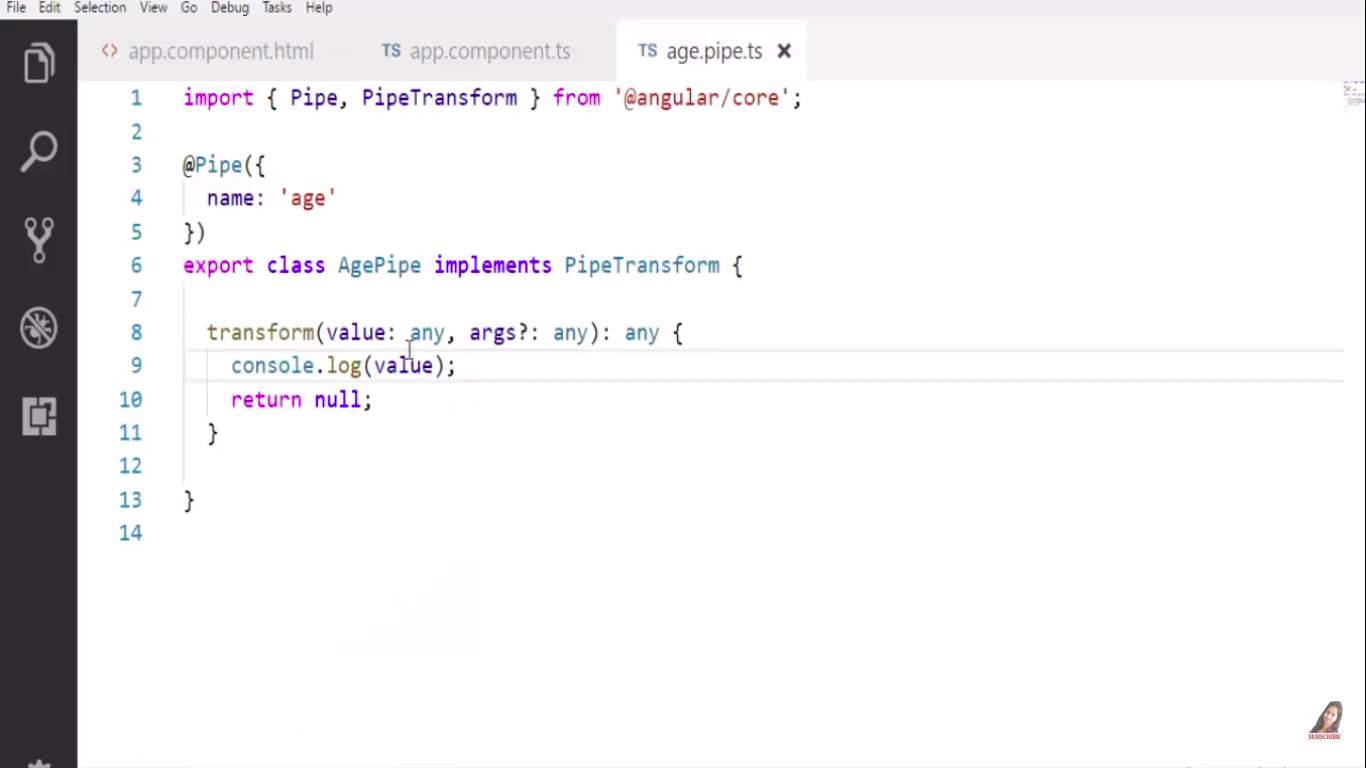 File Edit Selection View Go Debug Tasks Help
<> app.component.html TS app.component.ts TS age.pipe.ts ×
1 import { Pipe, PipeTransform } from '@angular/core';
2
3 @Pipe({
4 name: 'age'
5 })
6 export class AgePipe implements PipeTransform {
7
8 transform(value: any, args?: any): any {
9 console.log(value);
10 return null;
11 }
12
13 }
14
SUBSCRIBE